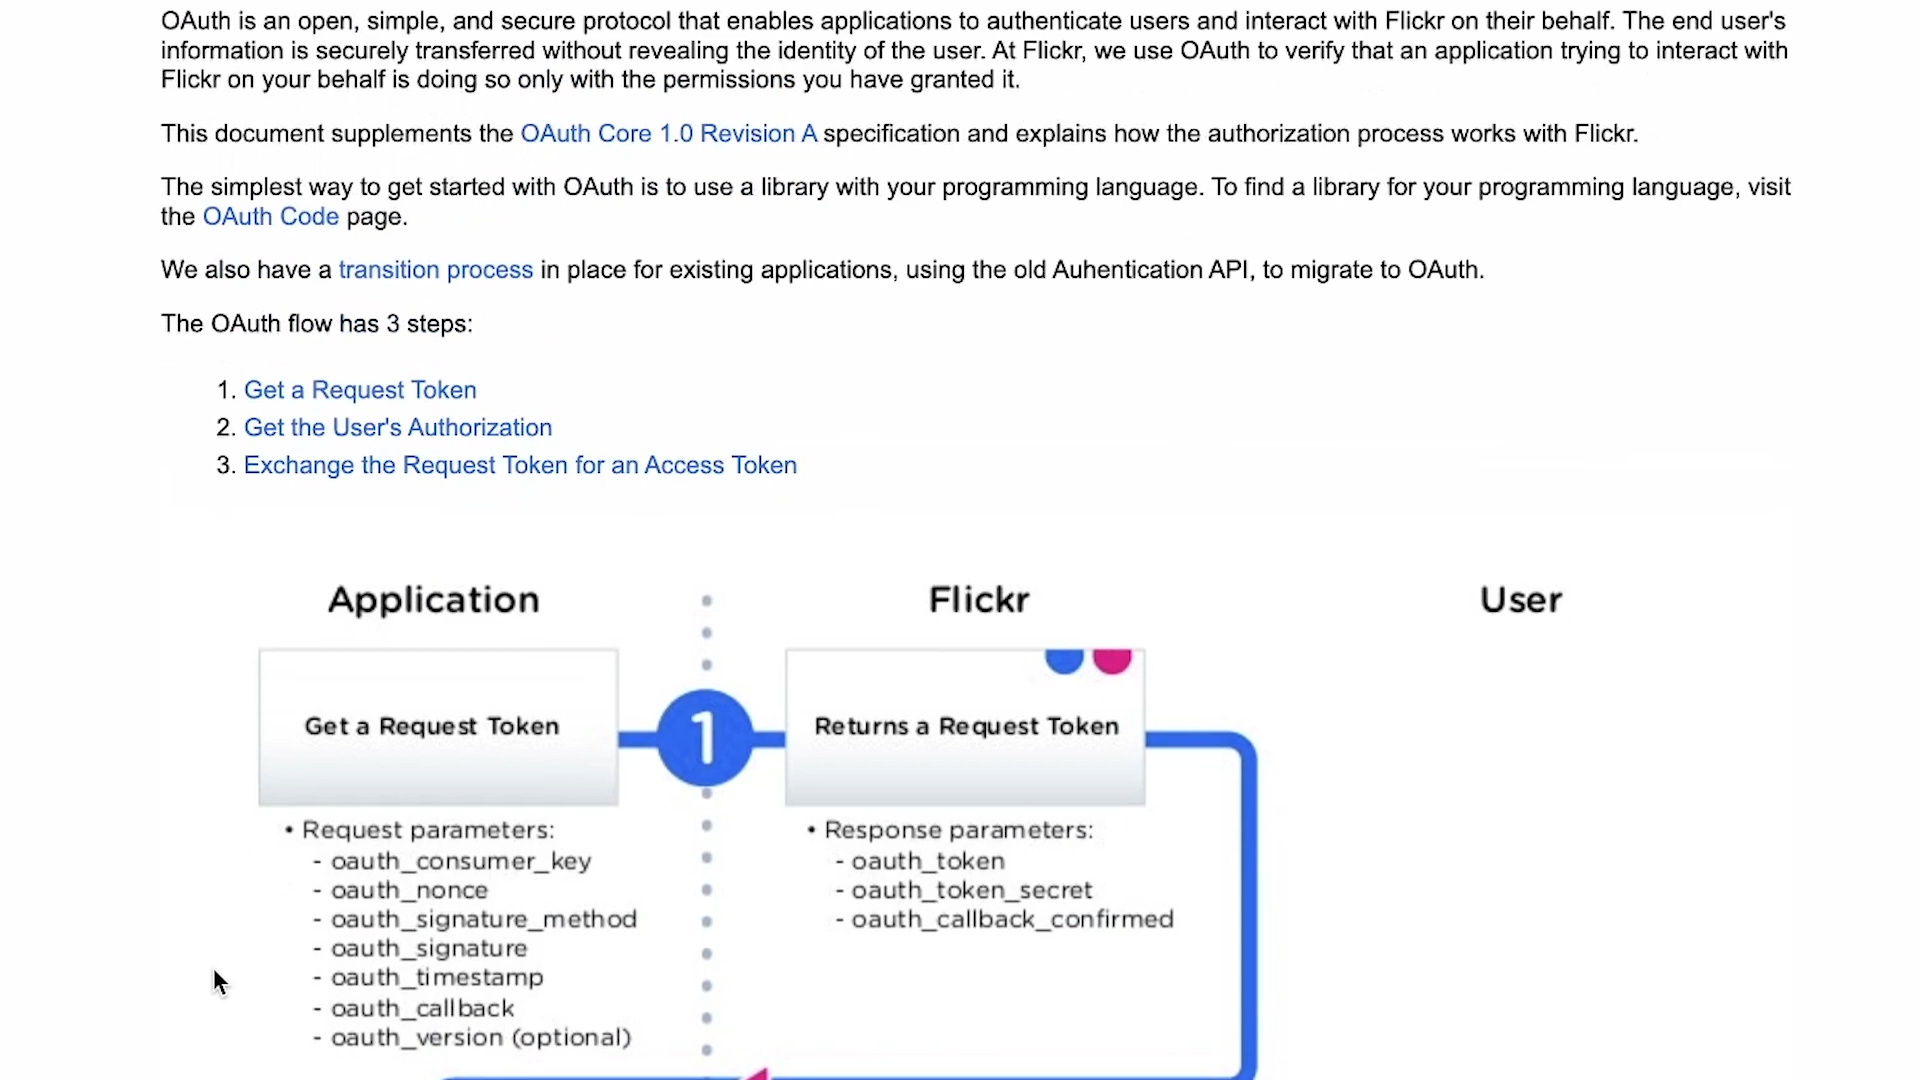 OAuth is an open, simple, and secure protocol that enables applications to authenticate users and interact with Flickr on their behalf. The end user's
information is securely transferred without revealing the identity of the user. At Flickr, we use OAuth to verify that an application trying to interact with
Flickr on your behalf is doing so only with the permissions you have granted it.
This document supplements the OAuth Core 1.0 Revision A specification and explains how the authorization process works with Flickr.
The simplest way to get started with OAuth is to use a library with your programming language. To find a library for your programming language, visit
the OAuth Code page.
We also have a transition process in place for existing applications, using the old Auhentication API, to migrate to OAuth.
The OAuth flow has 3 steps:
1. Get a Request Token
2. Get the User's Authorization
3. Exchange the Request Token for an Access Token
Application
Flickr
User
Get a Request Token
1
Returns a Request Token
• Request parameters:
- oauth_consumer_key
- oauth_nonce
- oauth_signature_method
- oauth_signature
- oauth_timestamp
- oauth_callback
- oauth_version (optional)
• Response parameters:
- oauth_token
- oauth_token_secret
- oauth_callback_confirmed